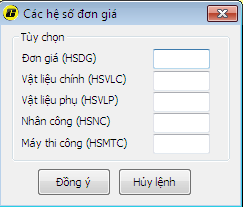 Các hệ số đơn giá
Tùy chọn
Đơn giá (HSDG)
Vật liệu chính (HSVLC)
Vật liệu phụ (HSVLP)
Nhân công (HSNC)
Máy thi công (HSMTC)
Đồng ý
Hủy lệnh